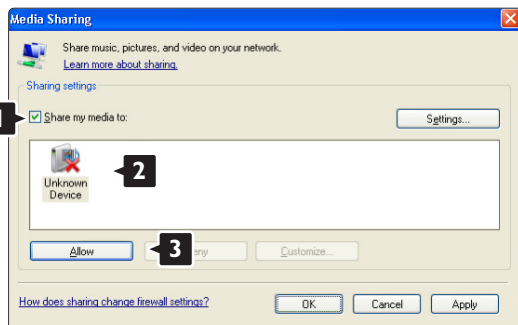 Media Sharing
Share music, pictures, and video on your network.
Learn more about sharing.
Sharing settings
Share my media to:
Settings...
2
Unknown
Device
Allow
3
Customize...
How does sharing change firewall settings?
OK
Cancel
Apply